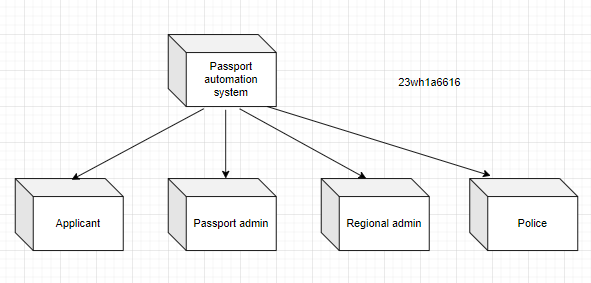 Passport
automation
system
23wh1a6616
Applicant
Passport admin
Regional admin
Police